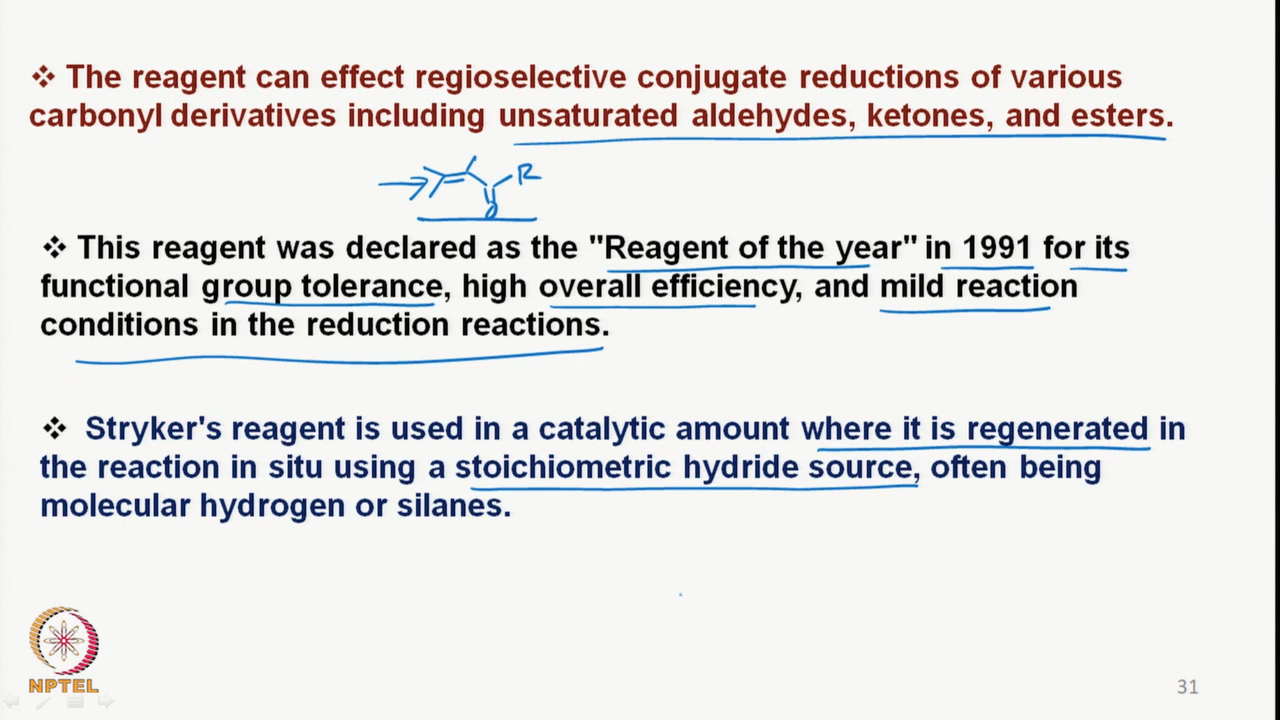 ❖ The reagent can effect regioselective conjugate reductions of various
carbonyl derivatives including unsaturated aldehydes, ketones, and esters.
R
O
❖ This reagent was declared as the "Reagent of the year" in 1991 for its
functional group tolerance, high overall efficiency, and mild reaction
conditions in the reduction reactions.
❖ Stryker's reagent is used in a catalytic amount where it is regenerated in
the reaction in situ using a stoichiometric hydride source, often being
molecular hydrogen or silanes.
NPTEL
31